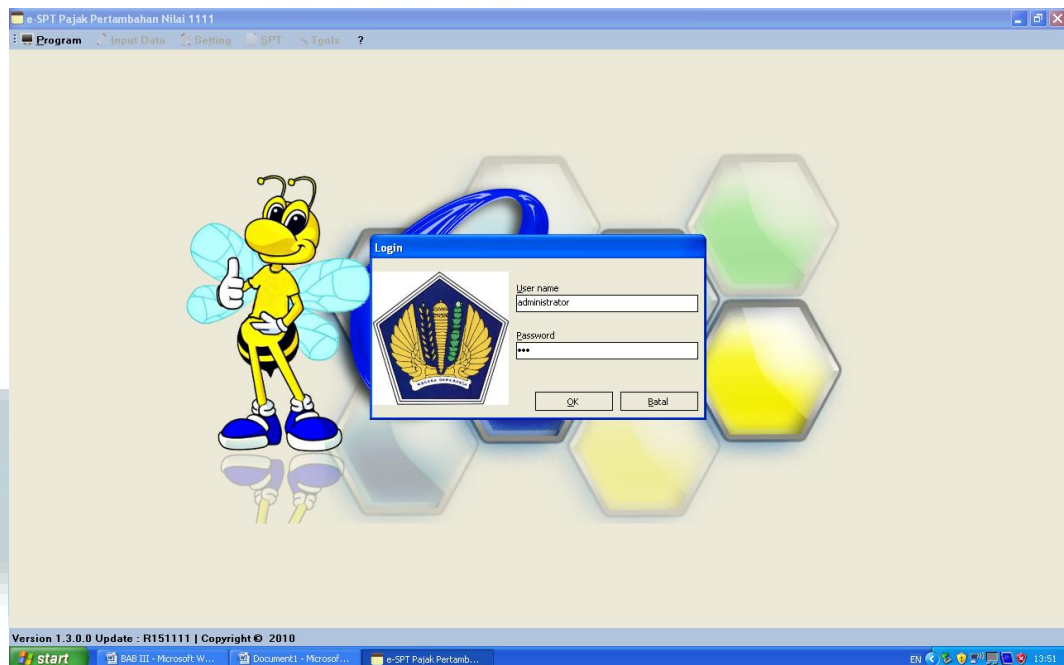 e-SPT Pajak Pertambahan Nilai 1111
Program Input Data Setting SPT Tools ?
Login
User name
administrator
Password
•••
OK Batal
Version 1.3.0.0 Update : R151111 | Copyright © 2010
start BAB III - Microsoft W... Document1 - Microsof... e-SPT Pajak Pertamb... EN 13:51